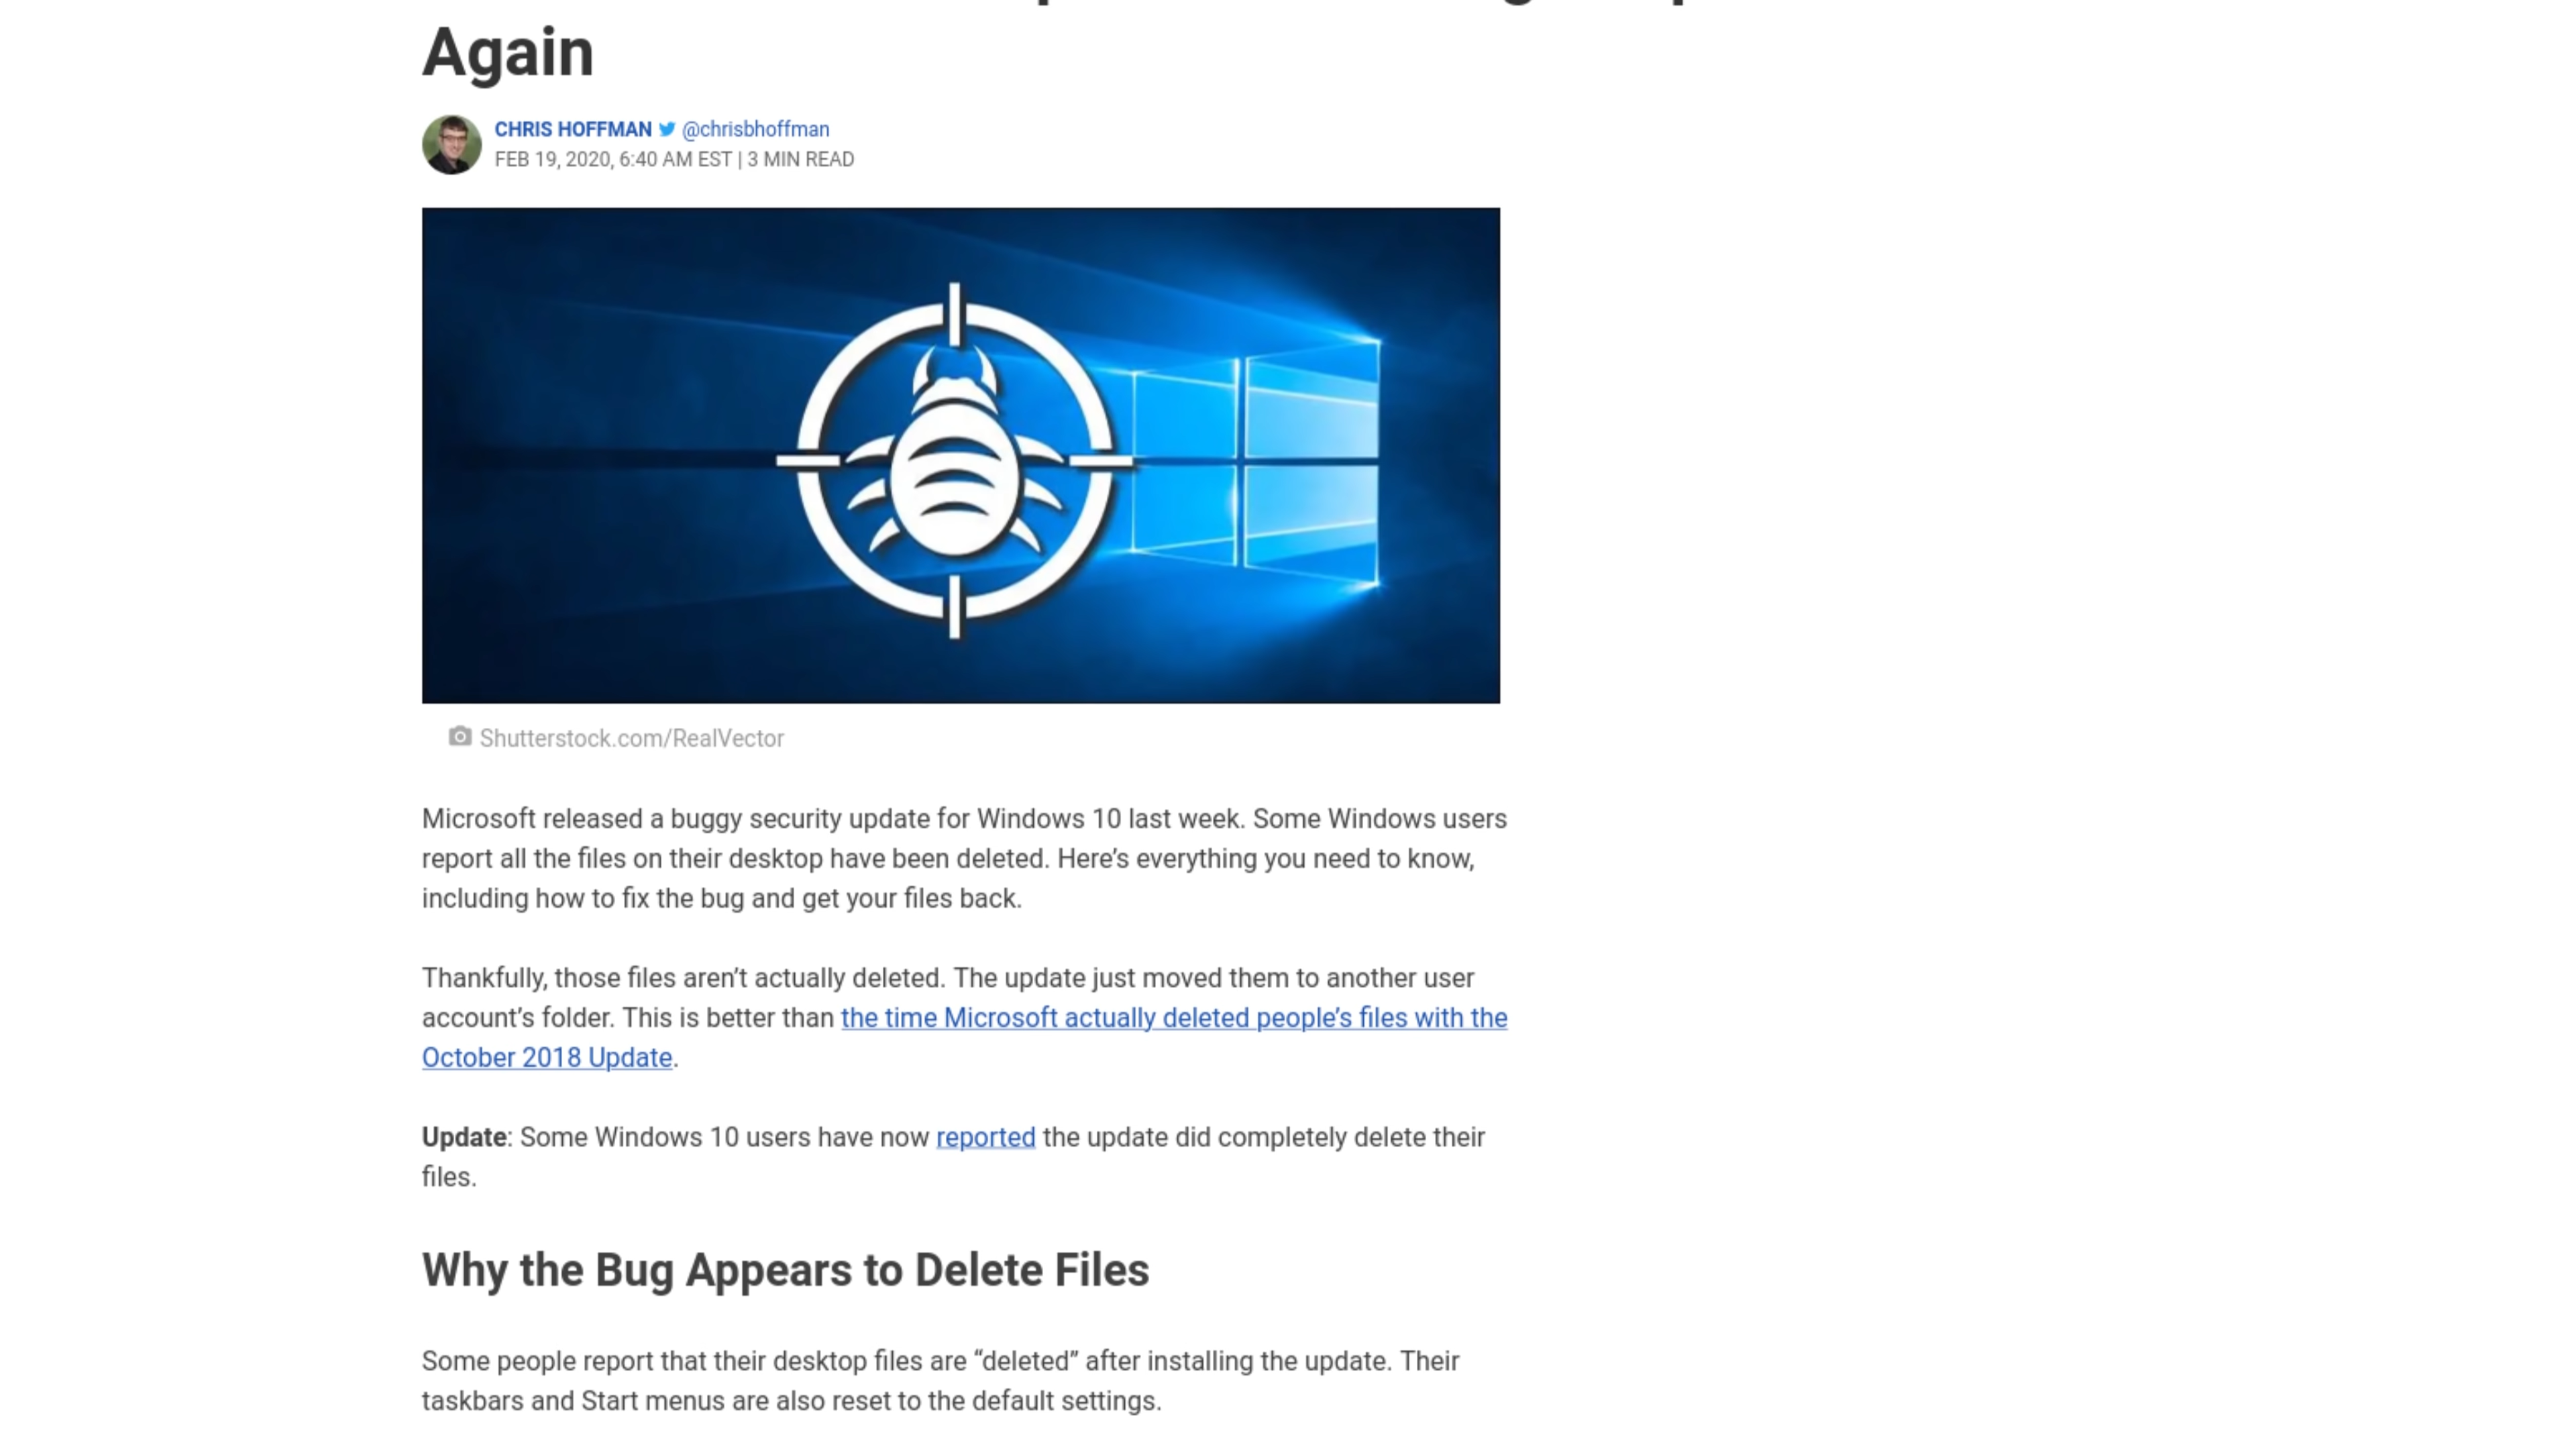 Again
CHRIS HOFFMAN @chrisbhoffman
FEB 19, 2020, 6:40 AM EST | 3 MIN READ
Shutterstock.com/RealVector
Microsoft released a buggy security update for Windows 10 last week. Some Windows users
report all the files on their desktop have been deleted. Here’s everything you need to know,
including how to fix the bug and get your files back.
Thankfully, those files aren’t actually deleted. The update just moved them to another user
account’s folder. This is better than the time Microsoft actually deleted people’s files with the
October 2018 Update.
Update: Some Windows 10 users have now reported the update did completely delete their
files.
Why the Bug Appears to Delete Files
Some people report that their desktop files are “deleted” after installing the update. Their
taskbars and Start menus are also reset to the default settings.